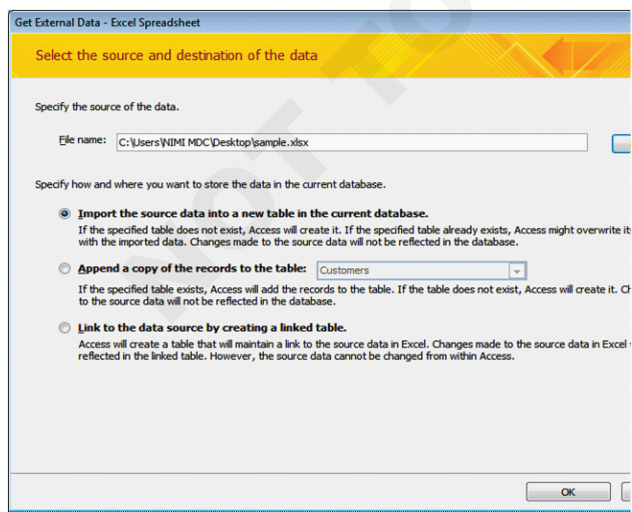 Get External Data - Excel Spreadsheet
Select the source and destination of the data
Specify the source of the data.
File name: C:\Users\NIMI MDC\Desktop\sample.xlsx
Specify how and where you want to store the data in the current database.
Import the source data into a new table in the current database.
If the specified table does not exist, Access will create it. If the specified table already exists, Access might overwrite its
with the imported data. Changes made to the source data will not be reflected in the database.
Append a copy of the records to the table: Customers
If the specified table exists, Access will add the records to the table. If the table does not exist, Access will create it.
to the source data will not be reflected in the database.
Link to the data source by creating a linked table.
Access will create a table that will maintain a link to the source data in Excel. Changes made to the source data in Excel
reflected in the linked table. However, the source data cannot be changed from within Access.
OK
NOT TO